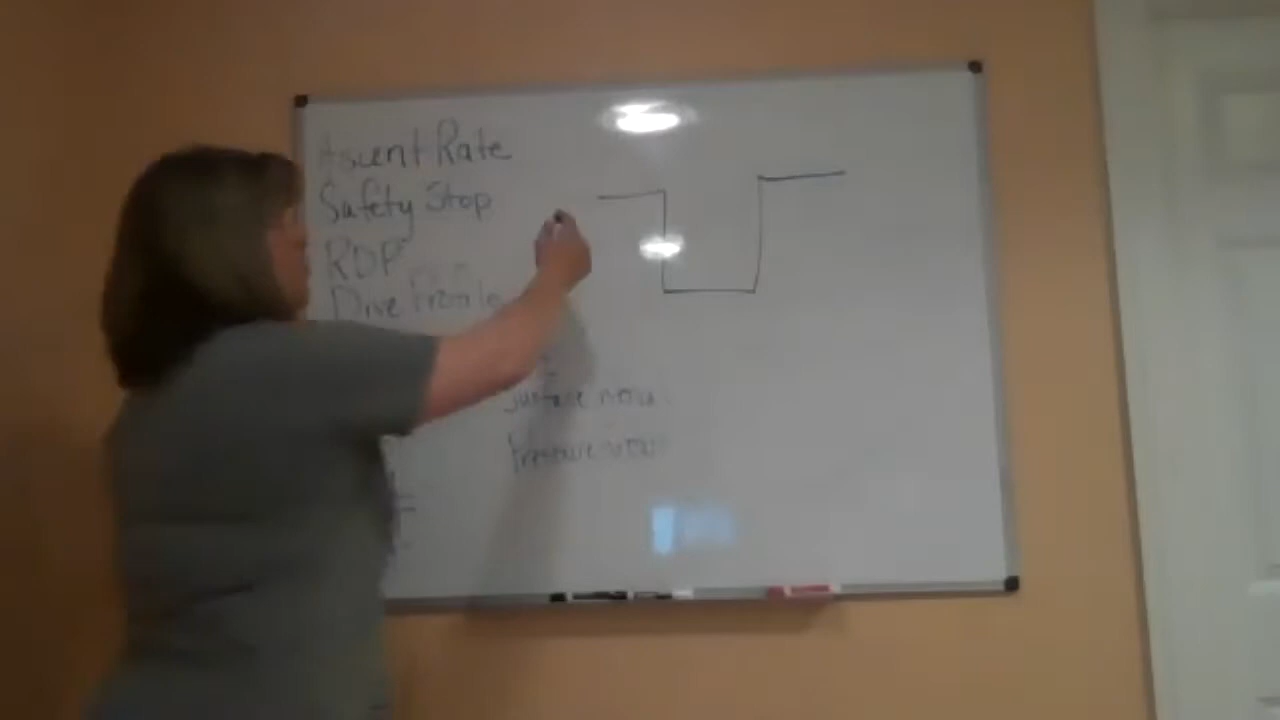 Ascent Rate
Safety Stop
RDP
Dive Profile
Surface
Pressure